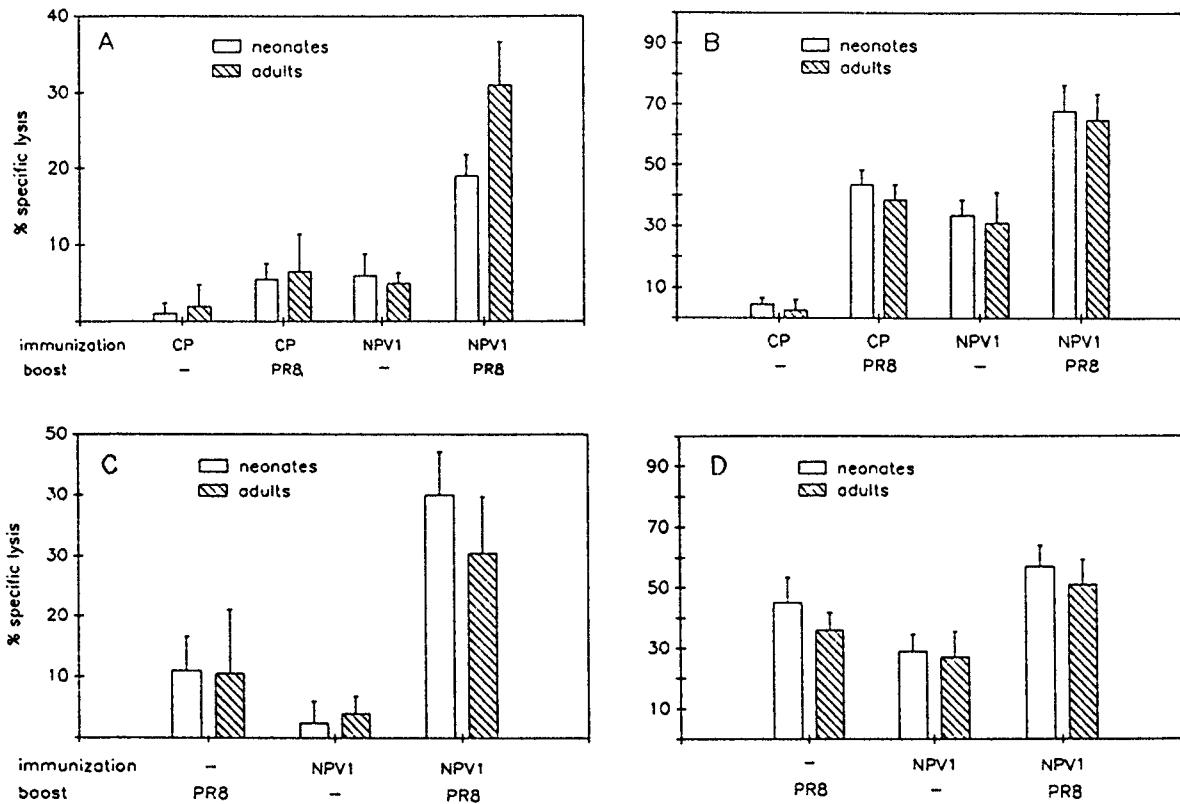 40
A
neonates
adults
30
20
10
% specific lysis
immunization CP CP NPV1 NPV1
boost – PR8 – PR8
B
neonates
adults
90
70
50
30
10
CP CP NPV1 NPV1
– PR8 – PR8
50
C
neonates
adults
30
30
20
10
% specific lysis
immunization – NPV1 NPV1
boost PR8 – PR8
D
neonates
adults
90
70
50
30
10
– NPV1 NPV1
PR8 – PR8